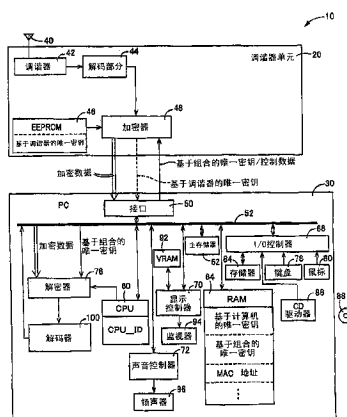 10
40
42
44
调谐器单元
20
调谐器
解码部分
46
48
EEPROM
基于调谐器的唯一密钥
加密器
加密数据
基于组合的唯一密钥/控制数据
基于调谐器的唯一密钥
30
PC
接口
50
52
加密数据
基于组合的
唯一密钥
92
VRAM
主存储器
62
I/O控制器
68
84
存储器
键盘
76
鼠标
80
78
解密器
60
CPU
CPU_ID
显示
控制器
70
64
RAM
基于计算机
的唯一密钥
基于组合的
唯一密钥
MAC 地址
CD
驱动器
88
86
100
解码器
94
监视器
72
声音控制器
96
扬声器